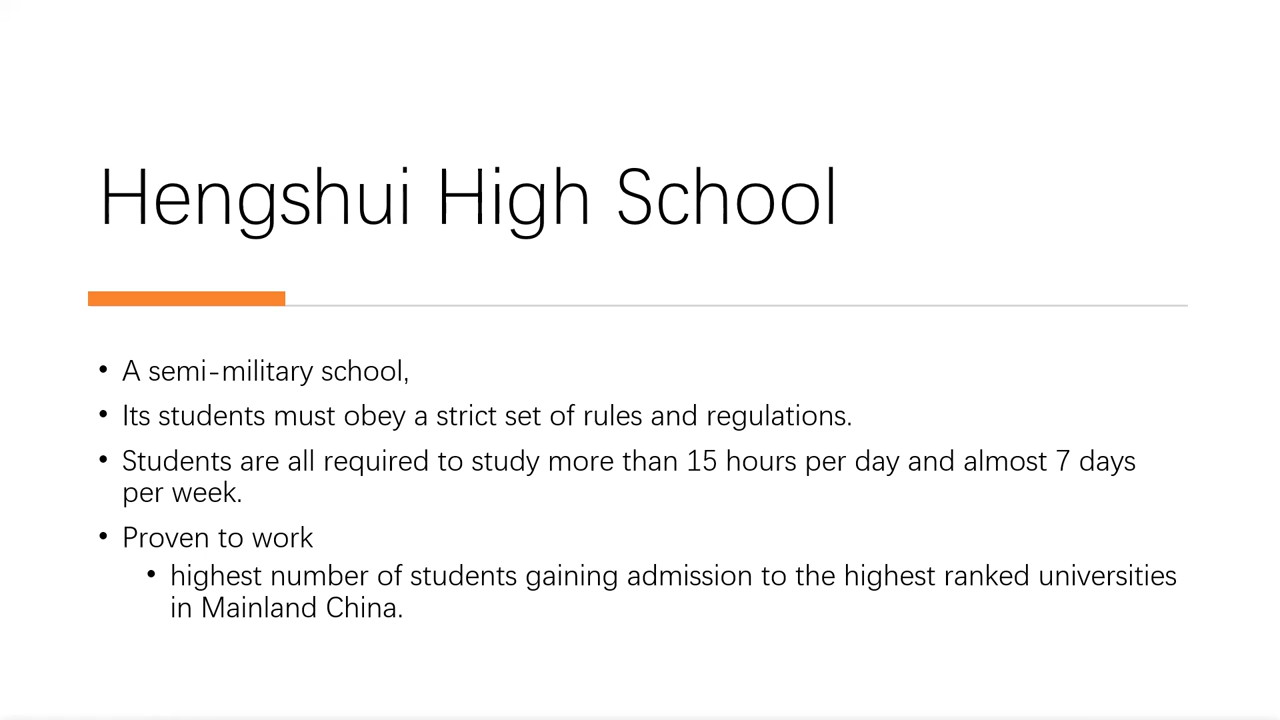 Hengshui High School
• A semi-military school,
• Its students must obey a strict set of rules and regulations.
• Students are all required to study more than 15 hours per day and almost 7 days
per week.
• Proven to work
• highest number of students gaining admission to the highest ranked universities
in Mainland China.